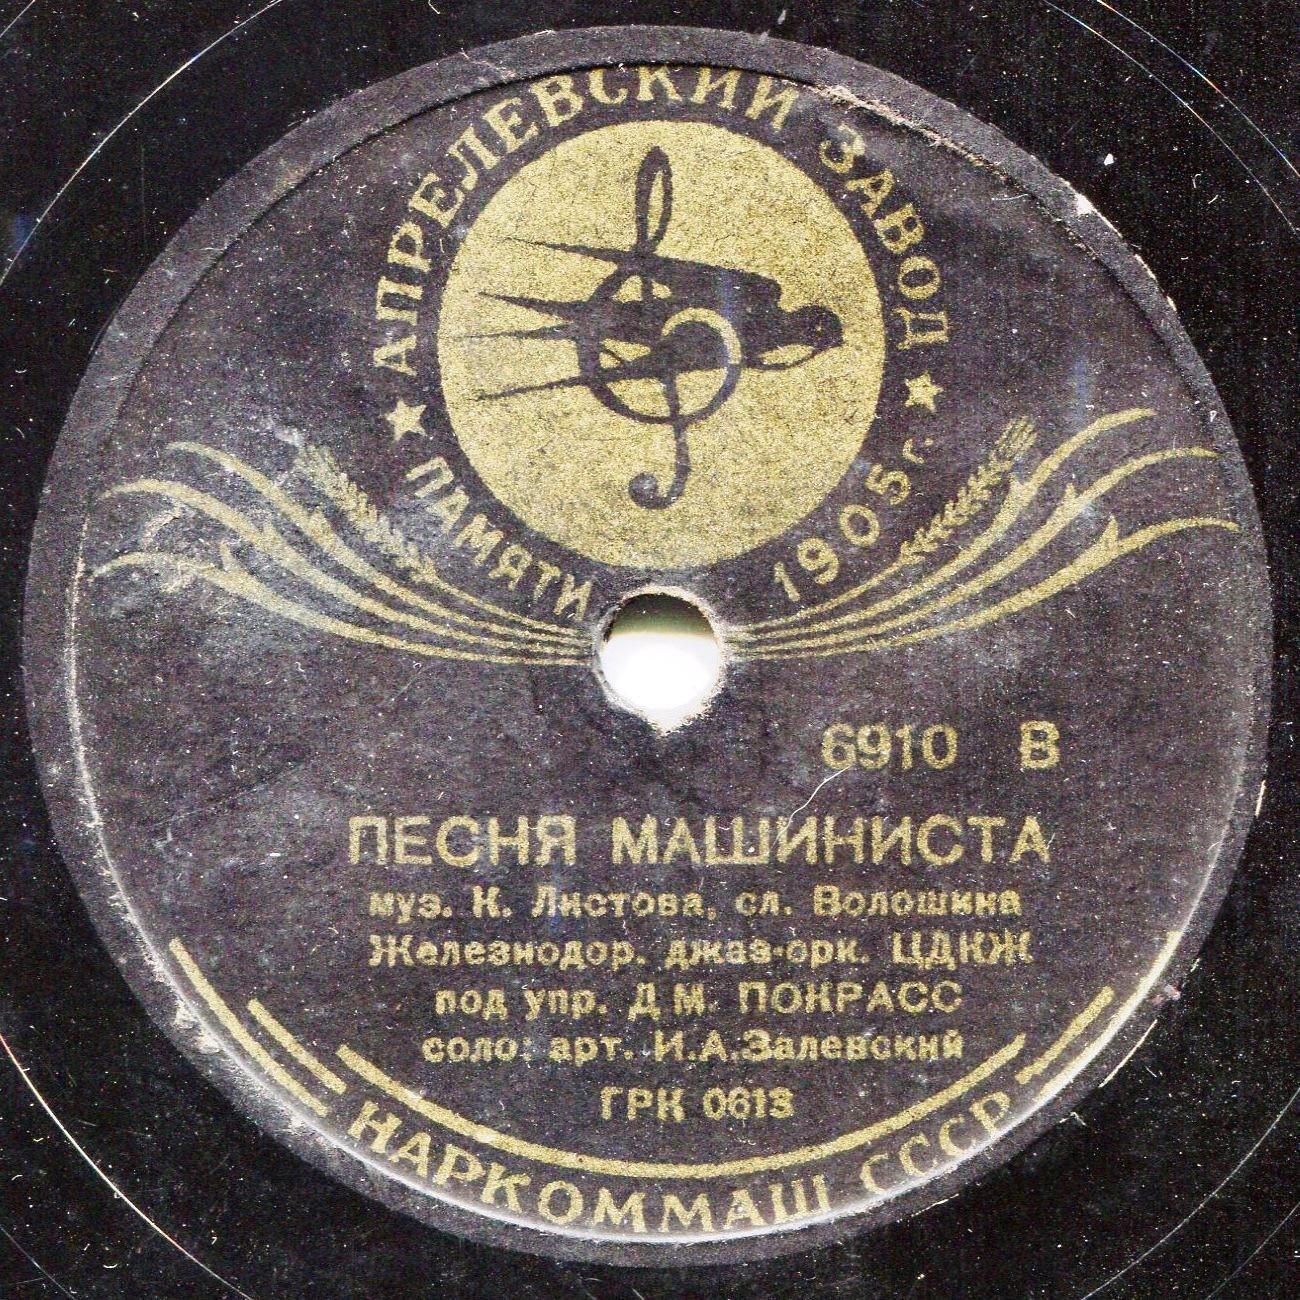 АПРЕЛЕВСКИЙ ЗАВОД
ПАМЯТИ 1905 г.
6910 В
ПЕСНЯ МАШИНИСТА
муз. К. Листова, сл. Волошина
Железнодор. джаз-орк. ЦДКЖ
под упр. ДМ. ПОКРАСС
соло: арт. И.А.Залевский
ГРК 0613
НАРКОММАШ СССР